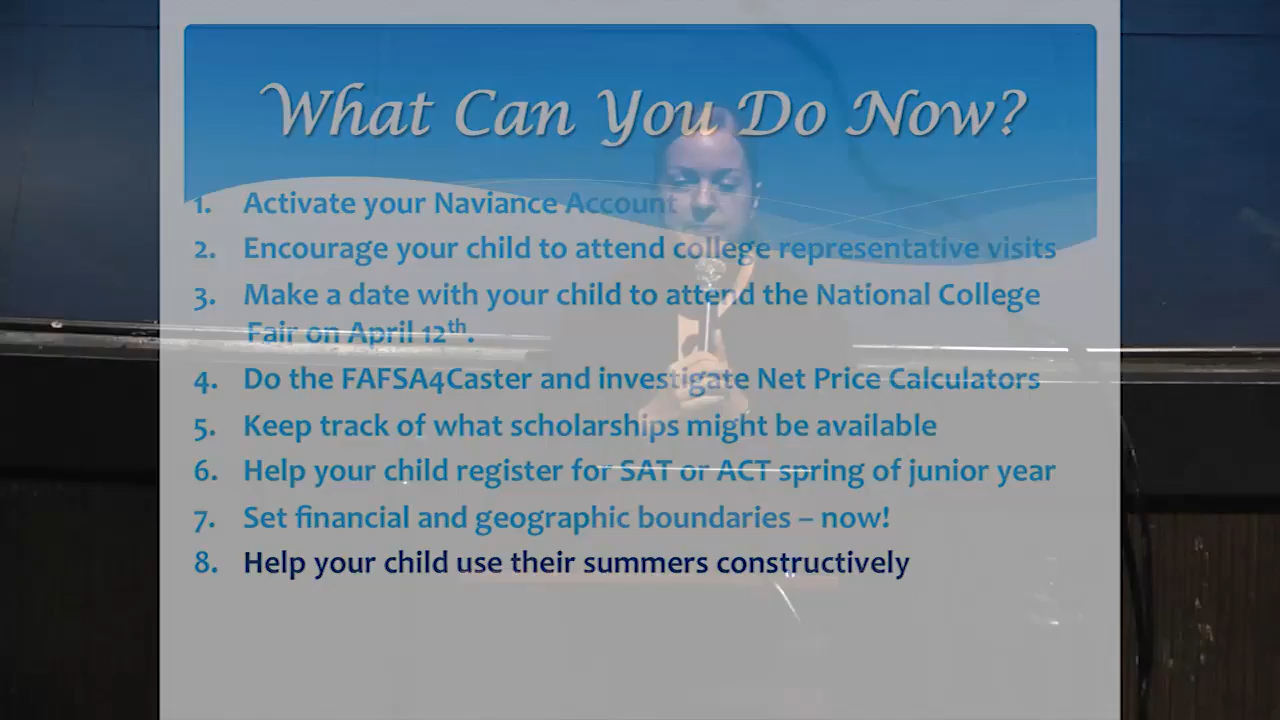 What Can You Do Now?
1. Activate your Naviance Account
2. Encourage your child to attend college representative visits
3. Make a date with your child to attend the National College
Fair on April 12th.
4. Do the FAFSA4Caster and investigate Net Price Calculators
5. Keep track of what scholarships might be available
6. Help your child register for SAT or ACT spring of junior year
7. Set financial and geographic boundaries – now!
8. Help your child use their summers constructively